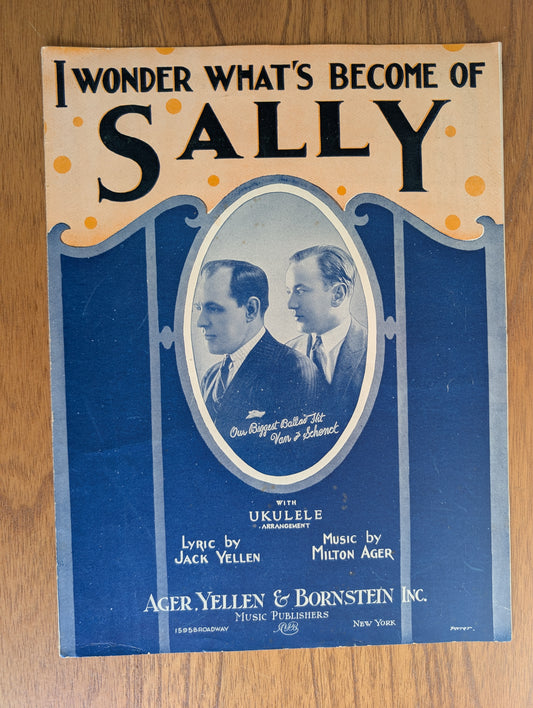 I WONDER WHAT'S BECOME OF
SALLY
Our Biggest Ballad Hit
Van & Schenck
WITH
UKULELE
ARRANGEMENT
LYRIC by
JACK YELLEN
MUSIC by
MILTON AGER
AGER, YELLEN & BORNSTEIN INC.
MUSIC PUBLISHERS
1595 BROADWAY
NEW YORK